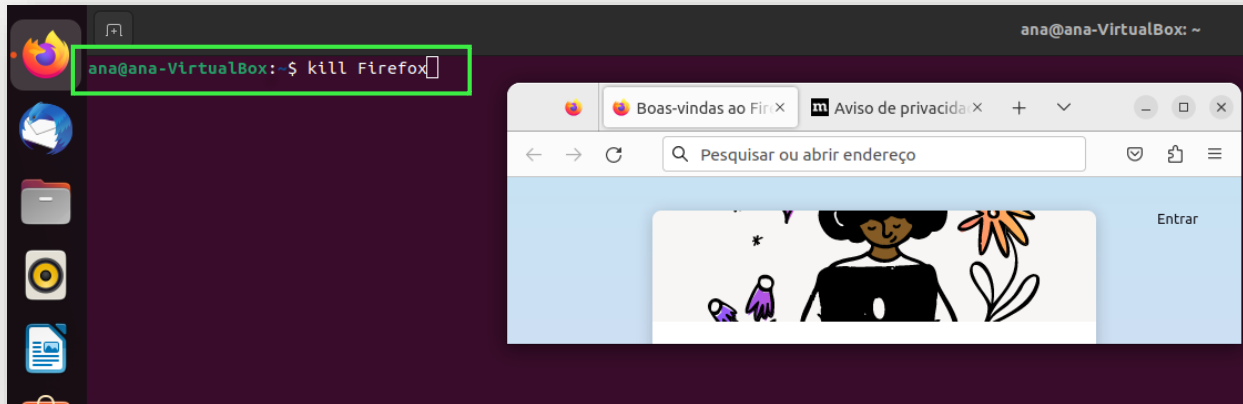 ana@ana-VirtualBox: ~
ana@ana-VirtualBox:~$ kill Firefox
Boas-vindas ao Fir
Aviso de privacida
Pesquisar ou abrir endereço
Entrar